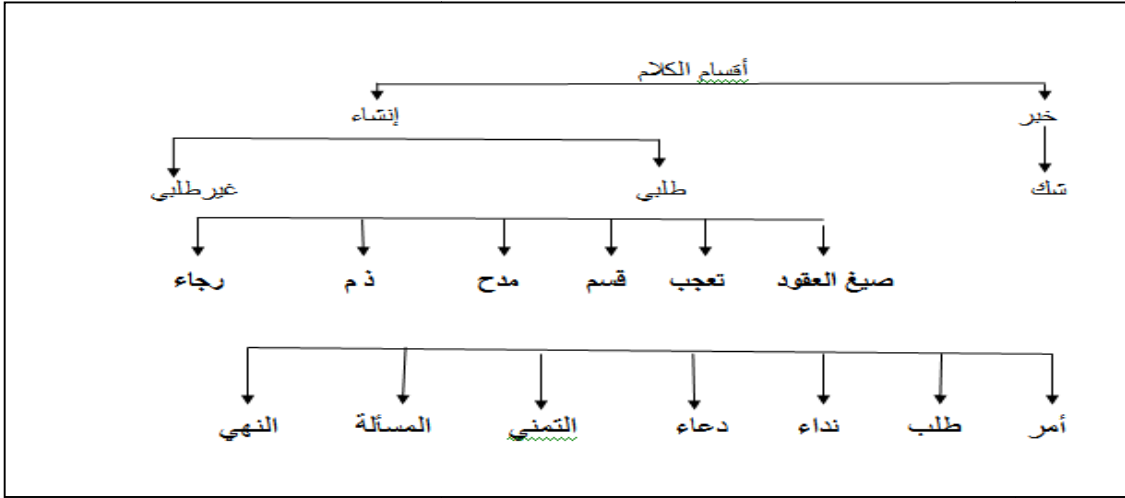 أقسام الكلام
خبر إنشاء
شك طلبي غيرطلبي
صيغ العقود تعجب قسم مدح ذ م رجاء
أمر طلب نداء دعاء التمني المسألة النهي